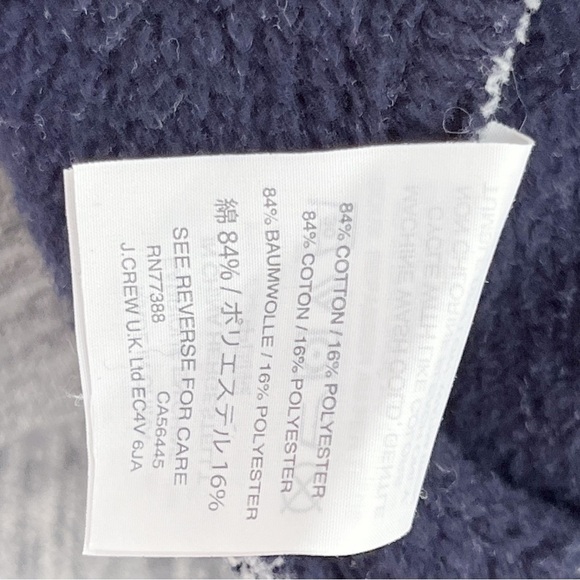 84% COTTON / 16% POLYESTER
84% COTON / 16% POLYESTER
84% BAUMWOLLE / 16% POLYESTER
綿 84% / ポリエステル 16%
SEE REVERSE FOR CARE
RN77388 CA56445
J.CREW U.K. Ltd EC4V 6JA